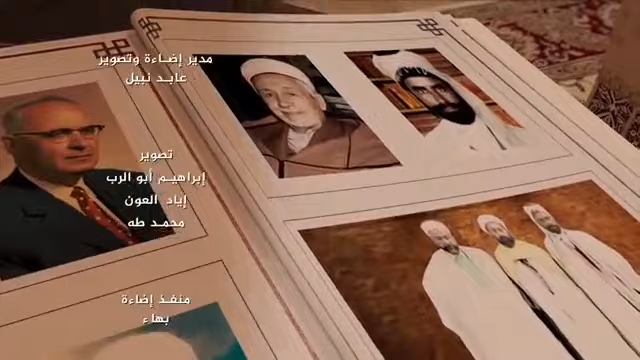 مدير إضاءة وتصوير
عابد نبيل
تصوير
إبراهيم أبو الرب
إياد العون
محمد طه
منفذ إضاءة
بهاء